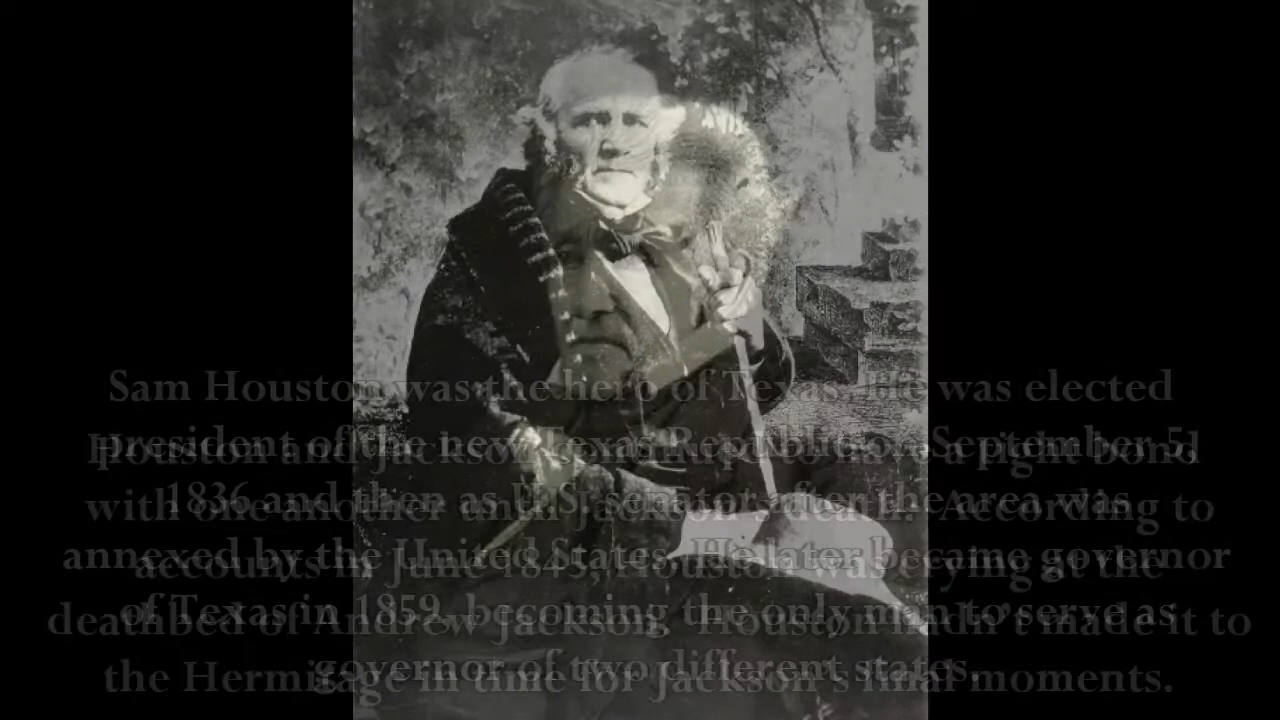 Sam Houston was the hero of Texas. He was elected
president of the new Texas Republic on September 5,
1836 and then as U.S. senator after the area was
annexed by the United States. He later became governor
of Texas in 1859, becoming the only man to serve as
governor of two different states.
Houston and Jackson a tight bond
with one another until Jackson's death. According to
accounts in June 1845, Houston was crying at the
deathbed of Andrew Jackson. Houston hadn't made it to
the Hermitage in time for Jackson's final moments.